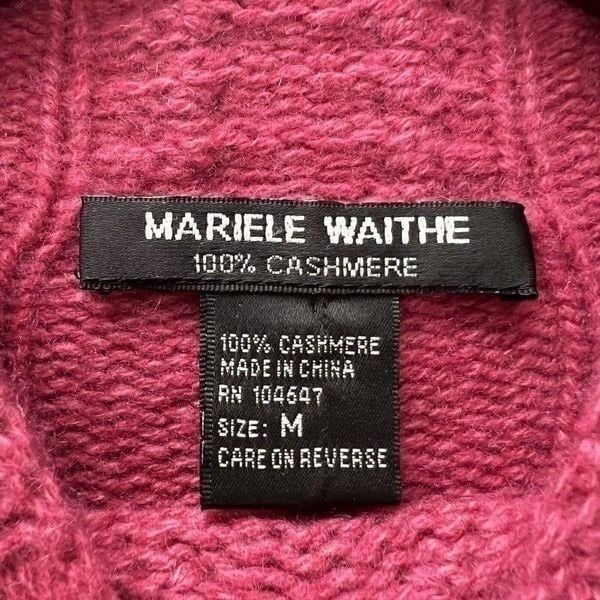 MARIELE WAITHE
100% CASHMERE
100% CASHMERE
MADE IN CHINA
RN 104647
SIZE: M
CARE ON REVERSE